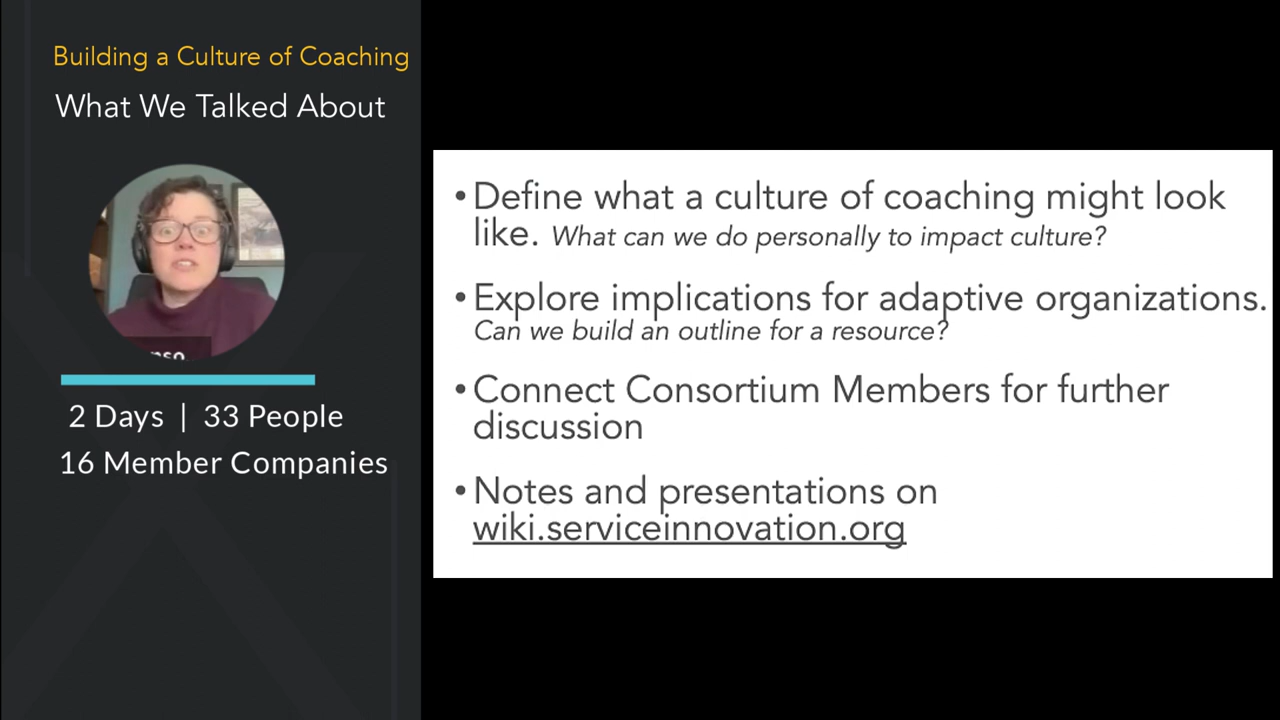 Building a Culture of Coaching
What We Talked About
2 Days | 33 People
16 Member Companies
•Define what a culture of coaching might look
like. What can we do personally to impact culture?
•Explore implications for adaptive organizations.
Can we build an outline for a resource?
•Connect Consortium Members for further
discussion
•Notes and presentations on
wiki.serviceinnovation.org